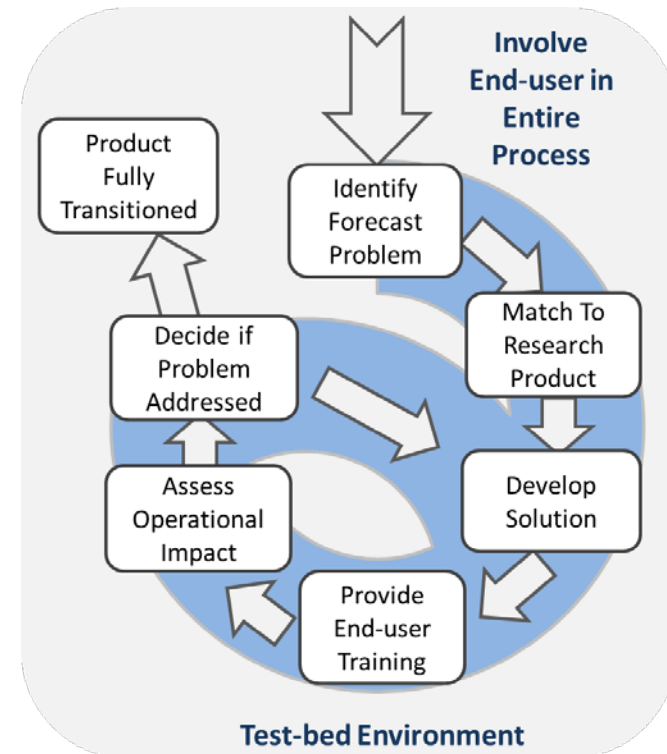 Involve
End-user in
Entire
Process
Product
Fully
Transitioned
Identify
Forecast
Problem
Match To
Research
Product
Decide if
Problem
Addressed
Develop
Solution
Assess
Operational
Impact
Provide
End-user
Training
Test-bed Environment